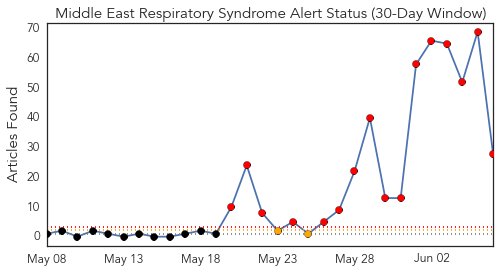 Middle East Respiratory Syndrome Alert Status (30-Day Window)
Articles Found
70
60
50
40
30
20
10
0
May 08
May 13
May 18
May 23
May 28
Jun 02